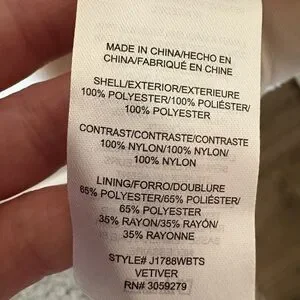 MADE IN CHINA/HECHO EN
CHINA/FABRIQUÉ EN CHINE
SHELL/EXTERIOR/EXTERIEURE
100% POLYESTER/100% POLIÉSTER/
100% POLYESTER
CONTRAST/CONTRASTE/CONTRASTE
100% NYLON/100% NYLON/
100% NYLON
LINING/FORRO/DOUBLURE
65% POLYESTER/65% POLIÉSTER/
65% POLYESTER
35% RAYON/35% RAYÓN/
35% RAYONNE
STYLE# J1788WBTS
VETIVER
RN# 3059279